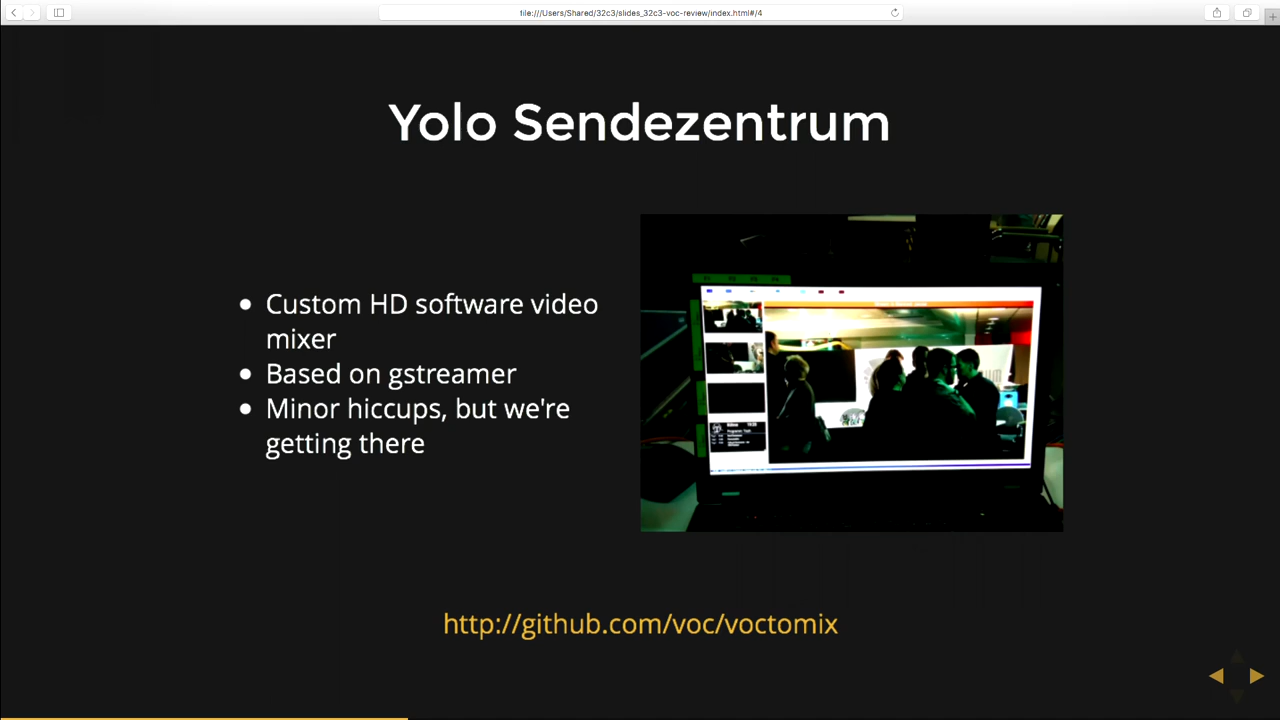 file:///Users/Shared/32c3/slides_32c3-voc-review/index.html#/4
Yolo Sendezentrum
Custom HD software video
mixer
Based on gstreamer
Minor hiccups, but we're
getting there
http://github.com/voc/voctomix